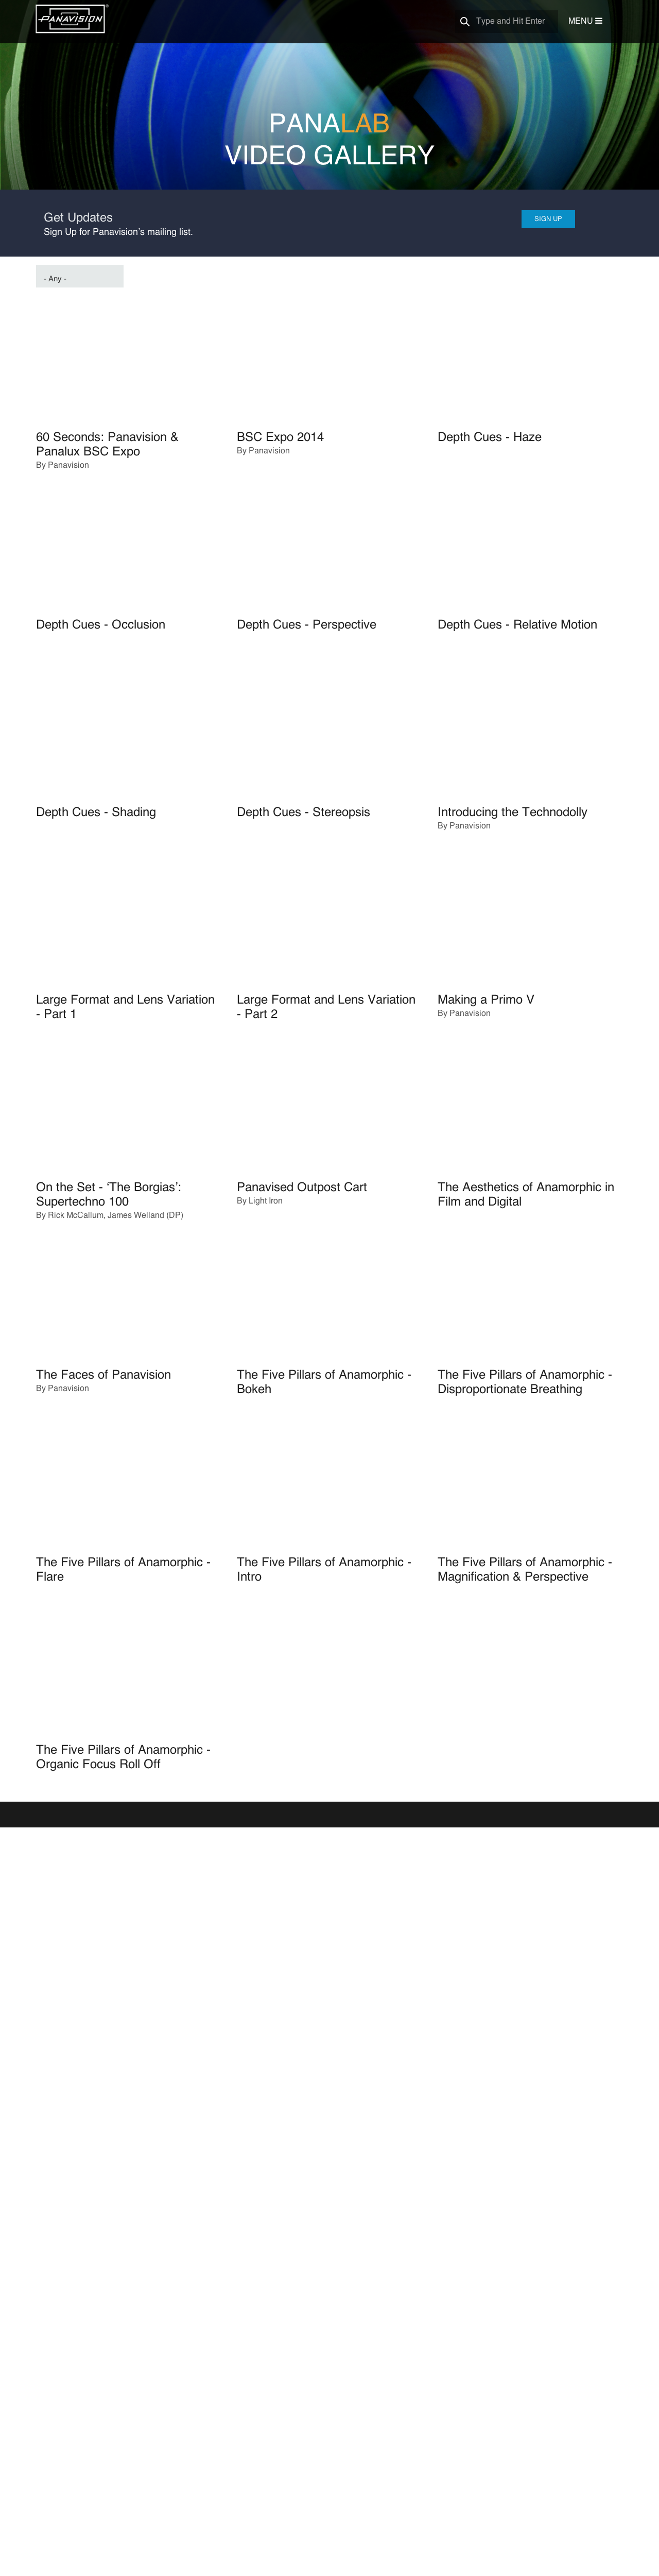 PANAVISION®
Type and Hit Enter
MENU
PANALAB
VIDEO GALLERY
Get Updates
Sign Up for Panavision's mailing list.
SIGN UP
- Any -
60 Seconds: Panavision &
Panalux BSC Expo
By Panavision
BSC Expo 2014
By Panavision
Depth Cues - Haze
Depth Cues - Occlusion
Depth Cues - Perspective
Depth Cues - Relative Motion
Depth Cues - Shading
Depth Cues - Stereopsis
Introducing the Technodolly
By Panavision
Large Format and Lens Variation
- Part 1
Large Format and Lens Variation
- Part 2
Making a Primo V
By Panavision
On the Set - ‘The Borgias’:
Supertechno 100
By Rick McCallum, James Welland (DP)
Panavised Outpost Cart
By Light Iron
The Aesthetics of Anamorphic in
Film and Digital
The Faces of Panavision
By Panavision
The Five Pillars of Anamorphic -
Bokeh
The Five Pillars of Anamorphic -
Disproportionate Breathing
The Five Pillars of Anamorphic -
Flare
The Five Pillars of Anamorphic -
Intro
The Five Pillars of Anamorphic -
Magnification & Perspective
The Five Pillars of Anamorphic -
Organic Focus Roll Off